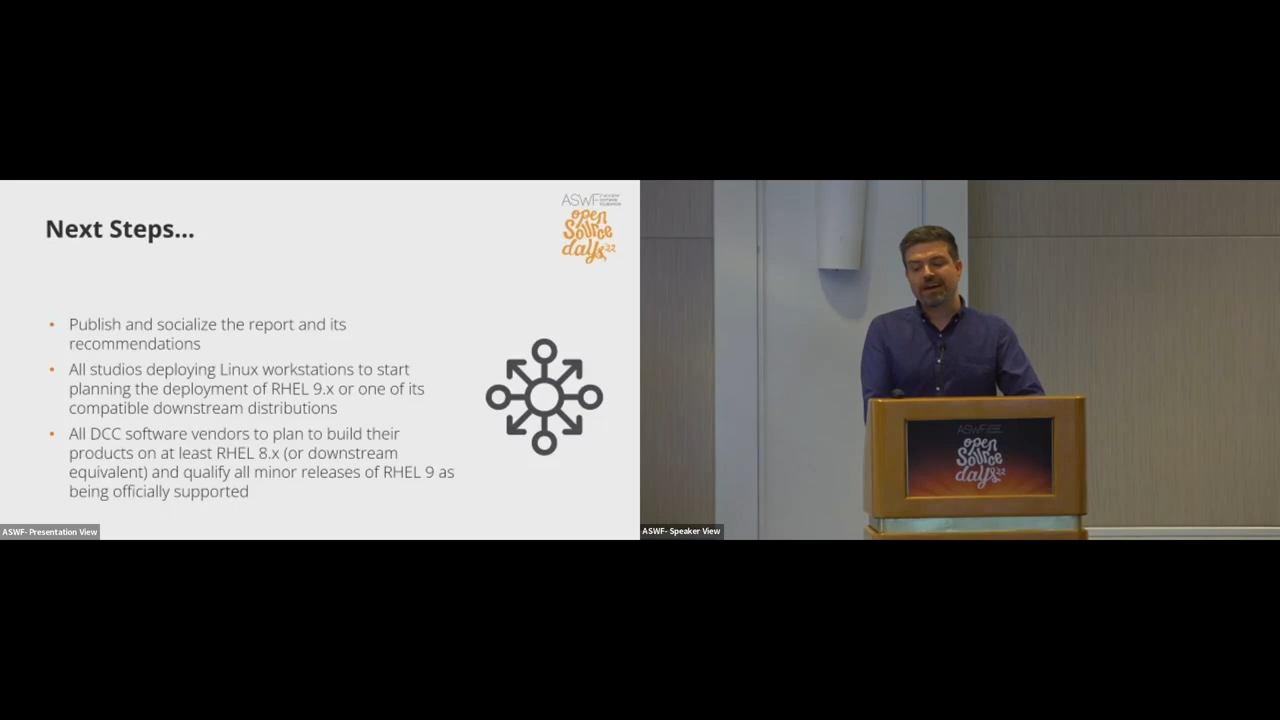 Next Steps...
ASWF
open
source
days 22
• Publish and socialize the report and its
recommendations
• All studios deploying Linux workstations to start
planning the deployment of RHEL 9.x or one of its
compatible downstream distributions
• All DCC software vendors to plan to build their
products on at least RHEL 8.x (or downstream
equivalent) and qualify all minor releases of RHEL 9 as
being officially supported
ASWF- Presentation View
ASWF
open
source
days 22
ASWF- Speaker View